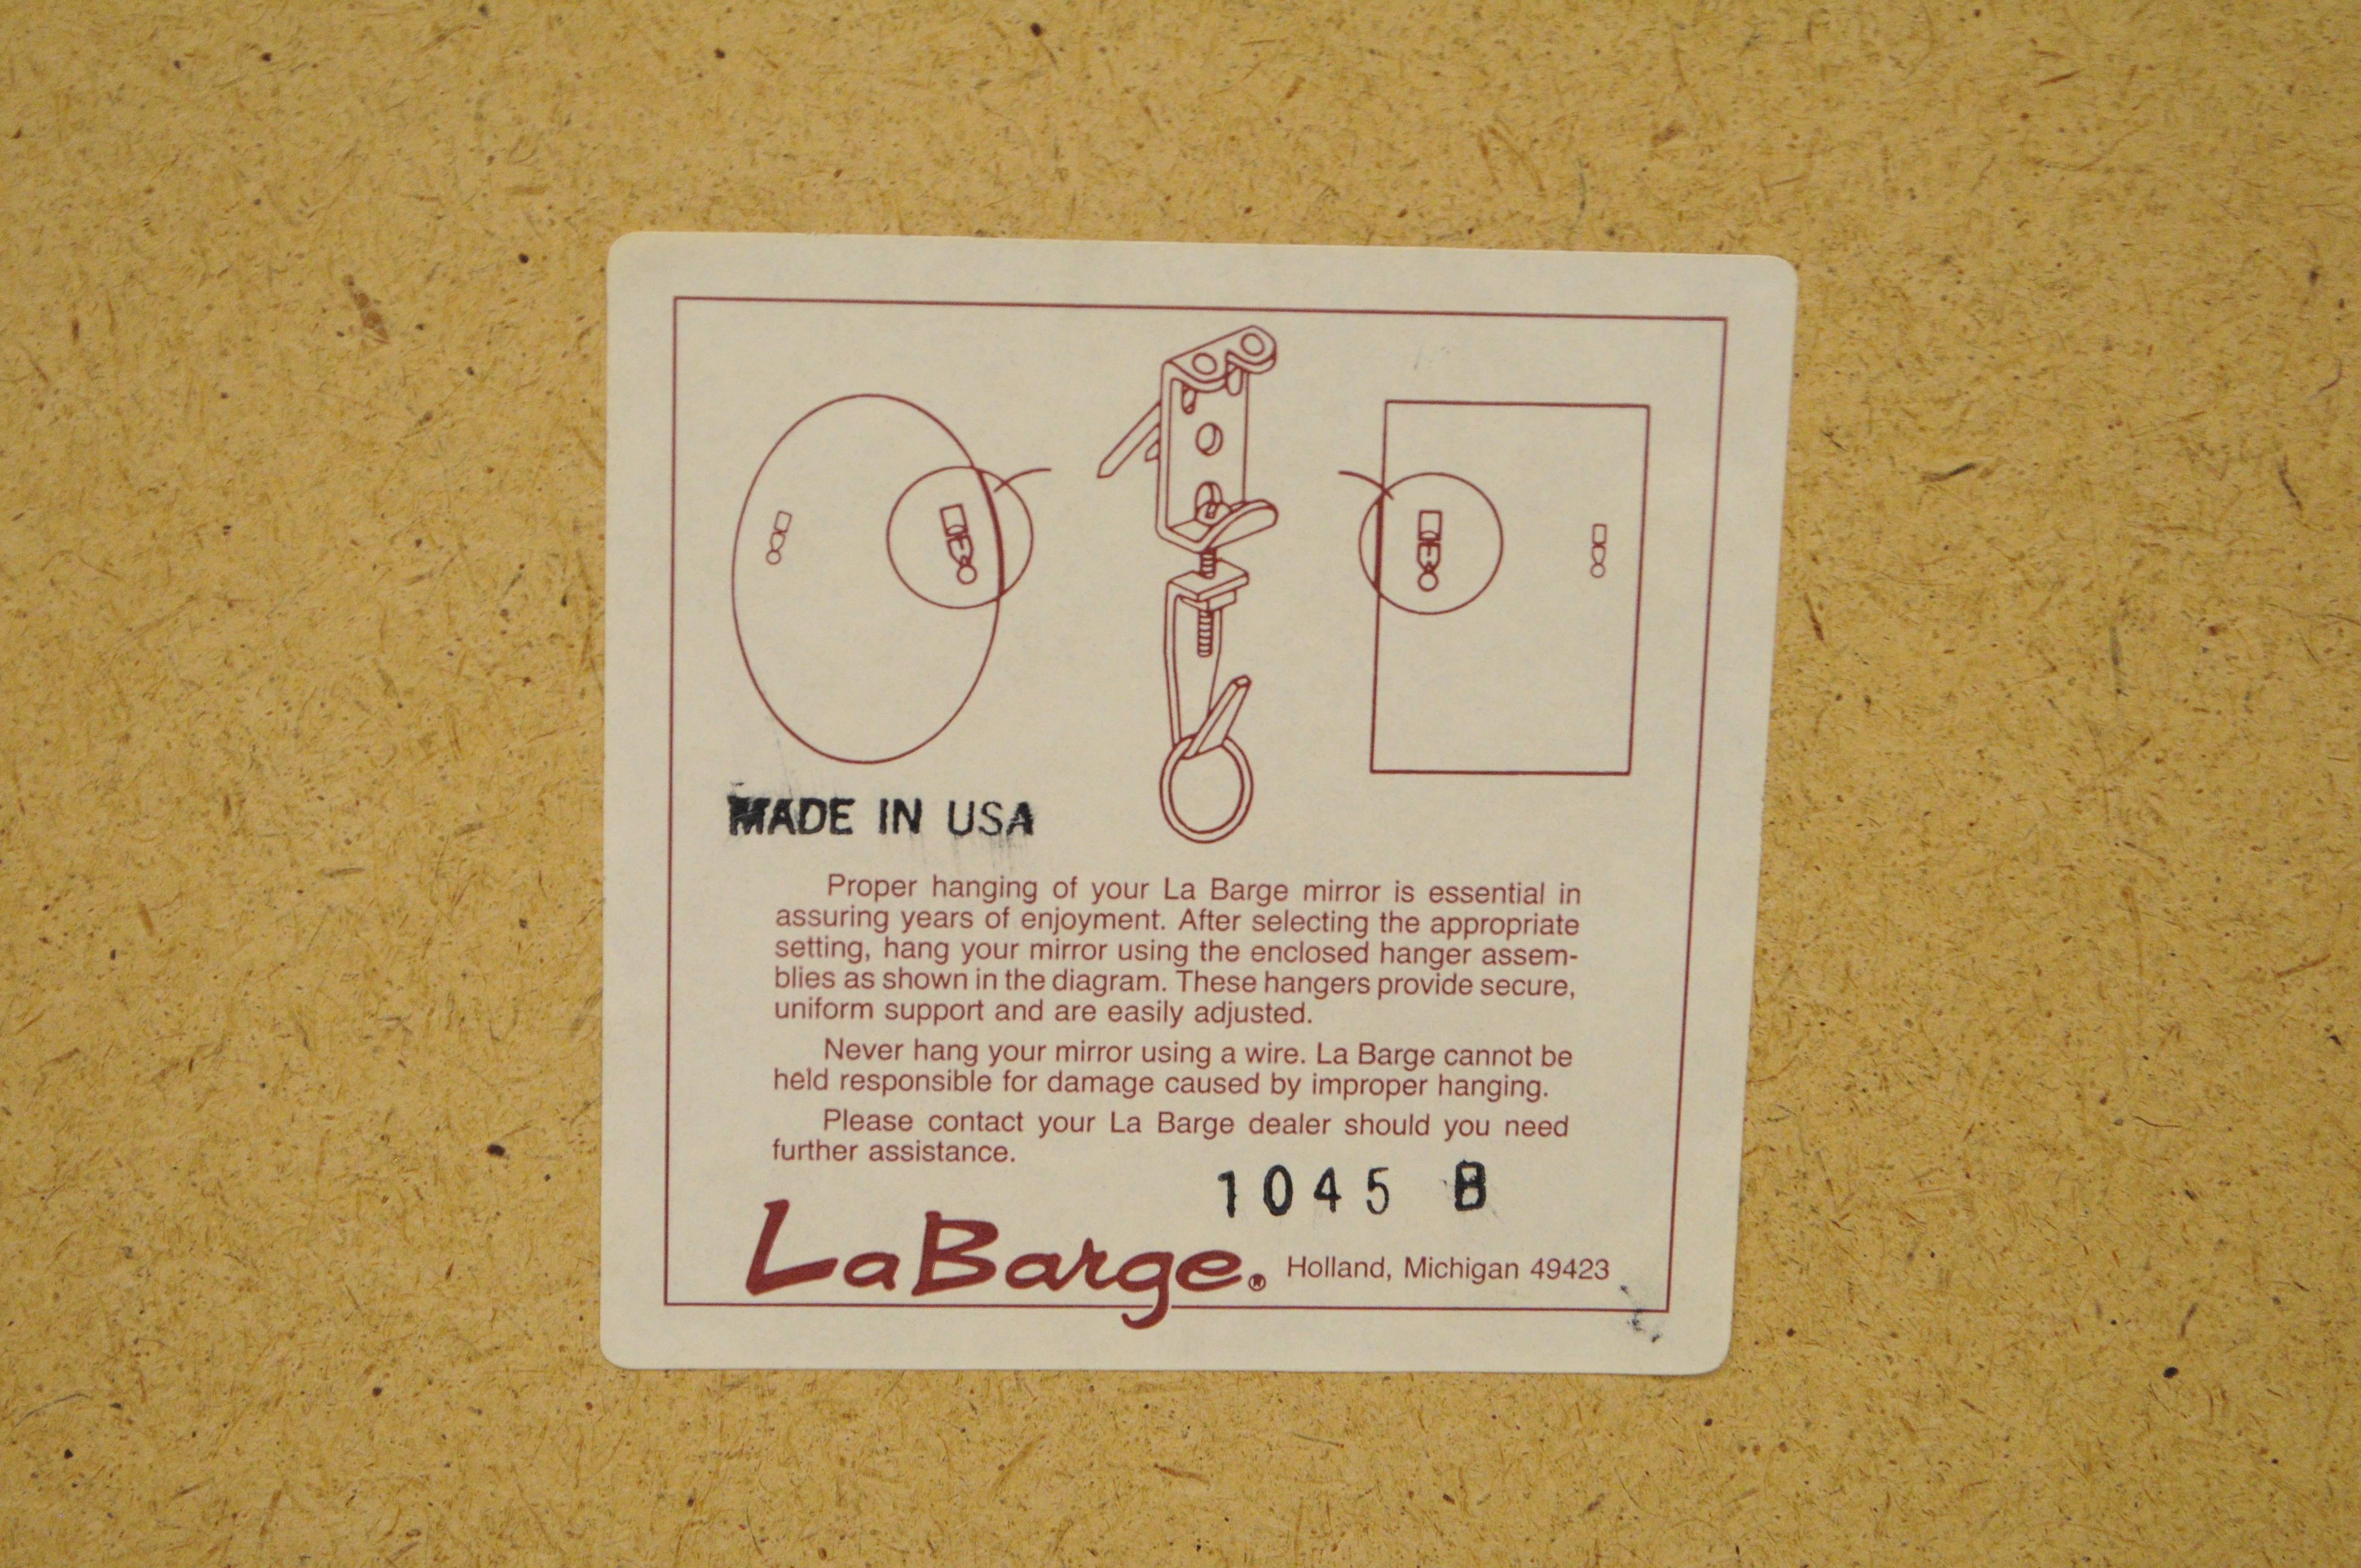 MADE IN USA
Proper hanging of your La Barge mirror is essential in
assuring years of enjoyment. After selecting the appropriate
setting, hang your mirror using the enclosed hanger assem-
blies as shown in the diagram. These hangers provide secure,
uniform support and are easily adjusted.
Never hang your mirror using a wire. La Barge cannot be
held responsible for damage caused by improper hanging.
Please contact your La Barge dealer should you need
further assistance.
1045 B
LaBarge® Holland, Michigan 49423